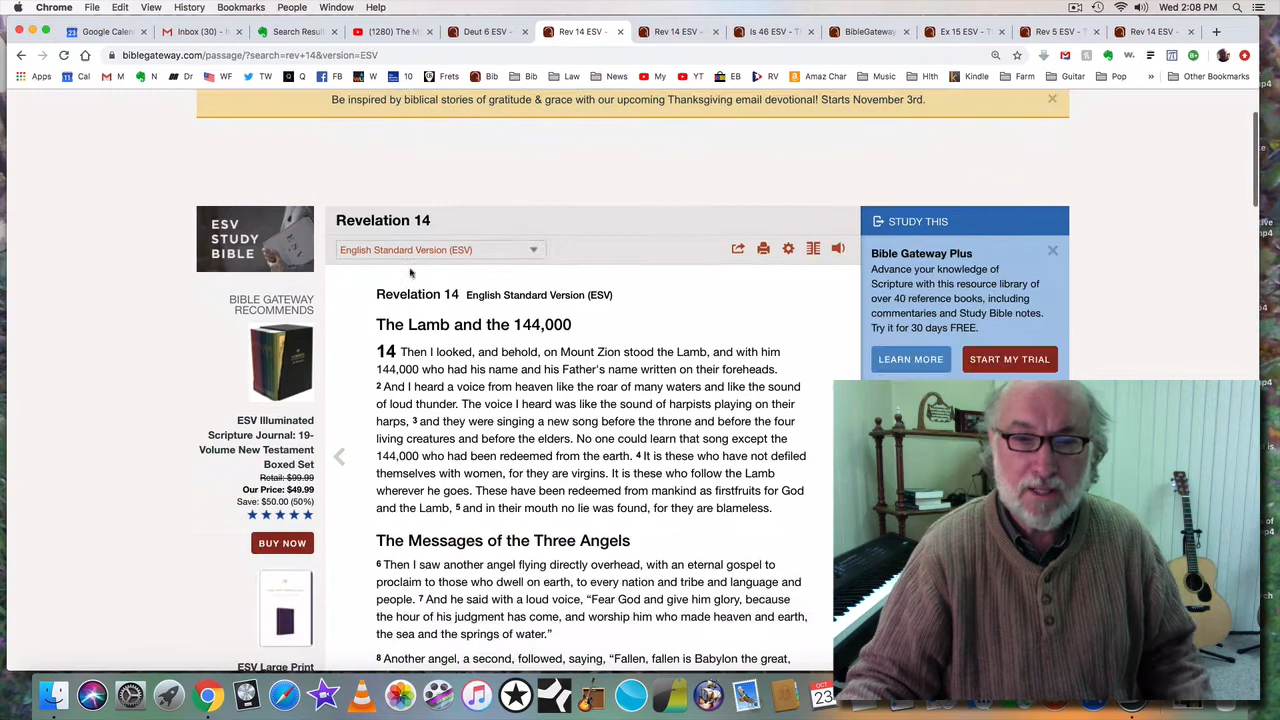 Chrome File Edit View History Bookmarks People Window Help Wed 2:08 PM
Google Calen Inbox (30) Search Result (1280) The M Deut 6 ESV - Rev 14 ESV - Rev 14 ESV - Is 46 ESV - T BibleGateway Ex 15 ESV - T Rev 5 ESV - T Rev 14 ESV -
biblegateway.com/passage/?search=rev+14&version=ESV
Apps Cal M N Dr WF TW Q FB W 10 Frets Bib Bib Law News My YT EB RV Amaz Char Music Hlth Kindle Farm Guitar Pop » Other Bookmarks
Be inspired by biblical stories of gratitude & grace with our upcoming Thanksgiving email devotional! Starts November 3rd.
ESV
STUDY
BIBLE
BIBLE GATEWAY
RECOMMENDS
ESV Illuminated
Scripture Journal: 19-
Volume New Testament
Boxed Set
Retail: $99.99
Our Price: $49.99
Save: $50.00 (50%)
BUY NOW
ESV Large Print
Revelation 14
English Standard Version (ESV)
Revelation 14 English Standard Version (ESV)
The Lamb and the 144,000
14 Then I looked, and behold, on Mount Zion stood the Lamb, and with him
144,000 who had his name and his Father's name written on their foreheads.
2 And I heard a voice from heaven like the roar of many waters and like the sound
of loud thunder. The voice I heard was like the sound of harpists playing on their
harps, 3 and they were singing a new song before the throne and before the four
living creatures and before the elders. No one could learn that song except the
144,000 who had been redeemed from the earth. 4 It is these who have not defiled
themselves with women, for they are virgins. It is these who follow the Lamb
wherever he goes. These have been redeemed from mankind as firstfruits for God
and the Lamb, 5 and in their mouth no lie was found, for they are blameless.
The Messages of the Three Angels
6 Then I saw another angel flying directly overhead, with an eternal gospel to
proclaim to those who dwell on earth, to every nation and tribe and language and
people. 7 And he said with a loud voice, “Fear God and give him glory, because
the hour of his judgment has come, and worship him who made heaven and earth,
the sea and the springs of water.”
8 Another angel, a second, followed, saying, “Fallen, fallen is Babylon the great,
STUDY THIS
Bible Gateway Plus
Advance your knowledge of
Scripture with this resource library of
over 40 reference books, including
commentaries and Study Bible notes.
Try it for 30 days FREE.
LEARN MORE START MY TRIAL
OCT
23